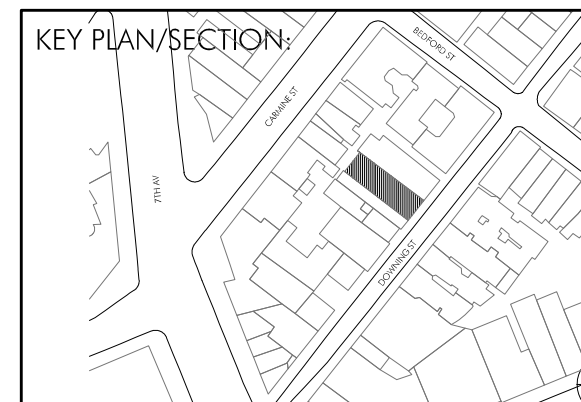 KEY PLAN/SECTION:
BEDFORD ST
CARMINE ST
7TH AV
DOWNING ST